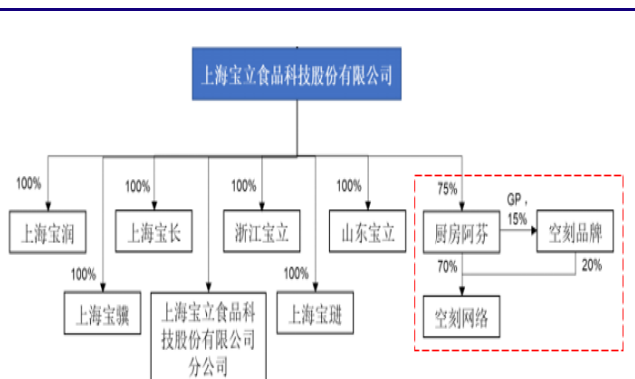 上海宝立食品科技股份有限公司
100%
100%
100%
100%
75%
GP，
15%
上海宝润
上海宝长
浙江宝立
山东宝立
厨房阿芬
空刻品牌
100%
100%
70%
20%
上海宝骥
上海宝立食品科
技股份有限公司
分公司
上海宝琎
空刻网络